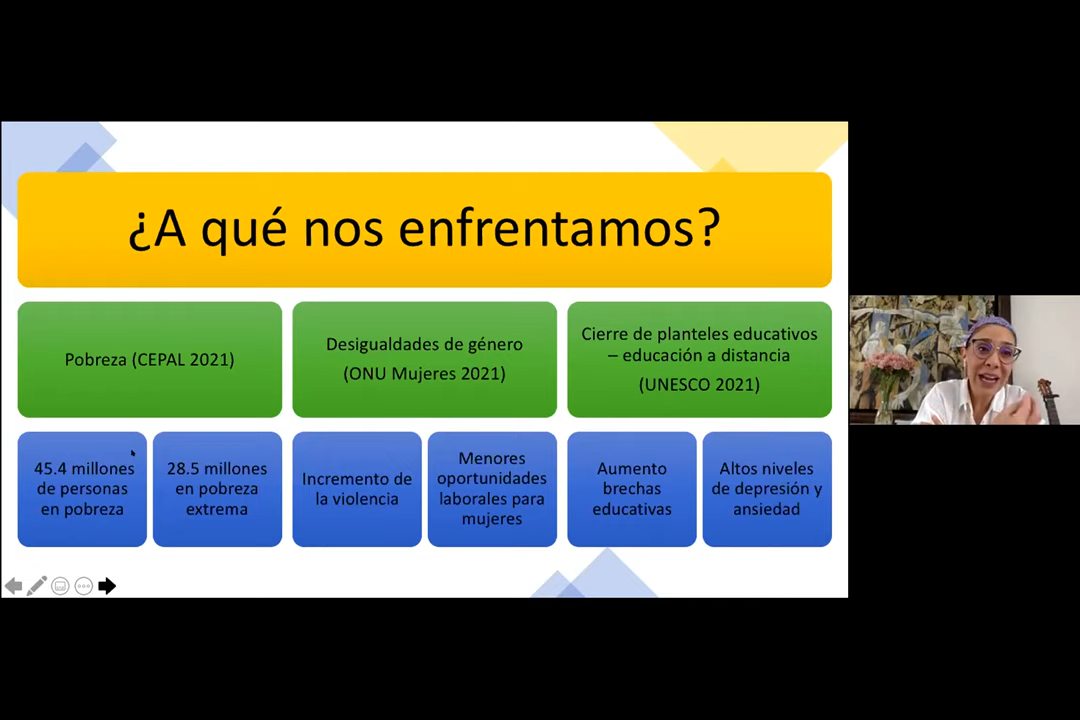 ¿A qué nos enfrentamos?
Pobreza (CEPAL 2021)
Desigualdades de género
(ONU Mujeres 2021)
Cierre de planteles educativos
– educación a distancia
(UNESCO 2021)
45.4 millones
de personas
en pobreza
28.5 millones
en pobreza
extrema
Incremento de
la violencia
Menores
oportunidades
laborales para
mujeres
Aumento
brechas
educativas
Altos niveles
de depresión y
ansiedad